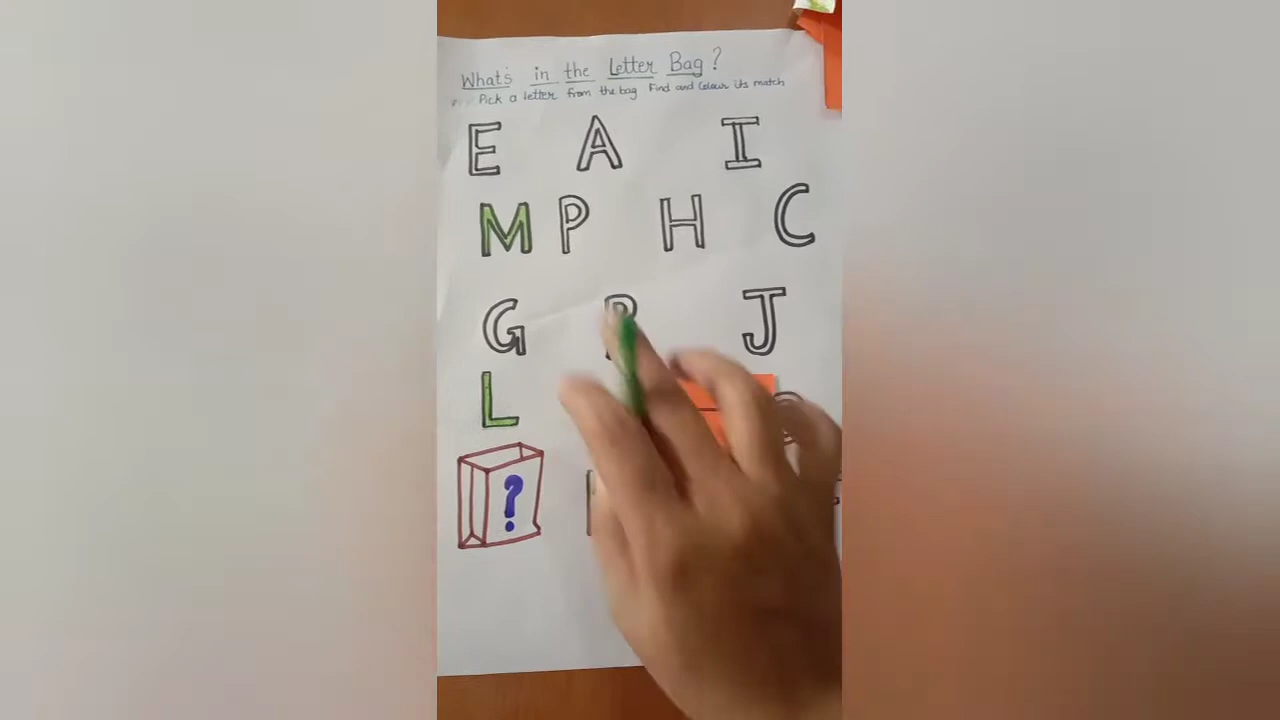 What's in the Letter Bag?
Pick a letter from the bag Find and Colour its match
E A I
M P H C
G J
L
?